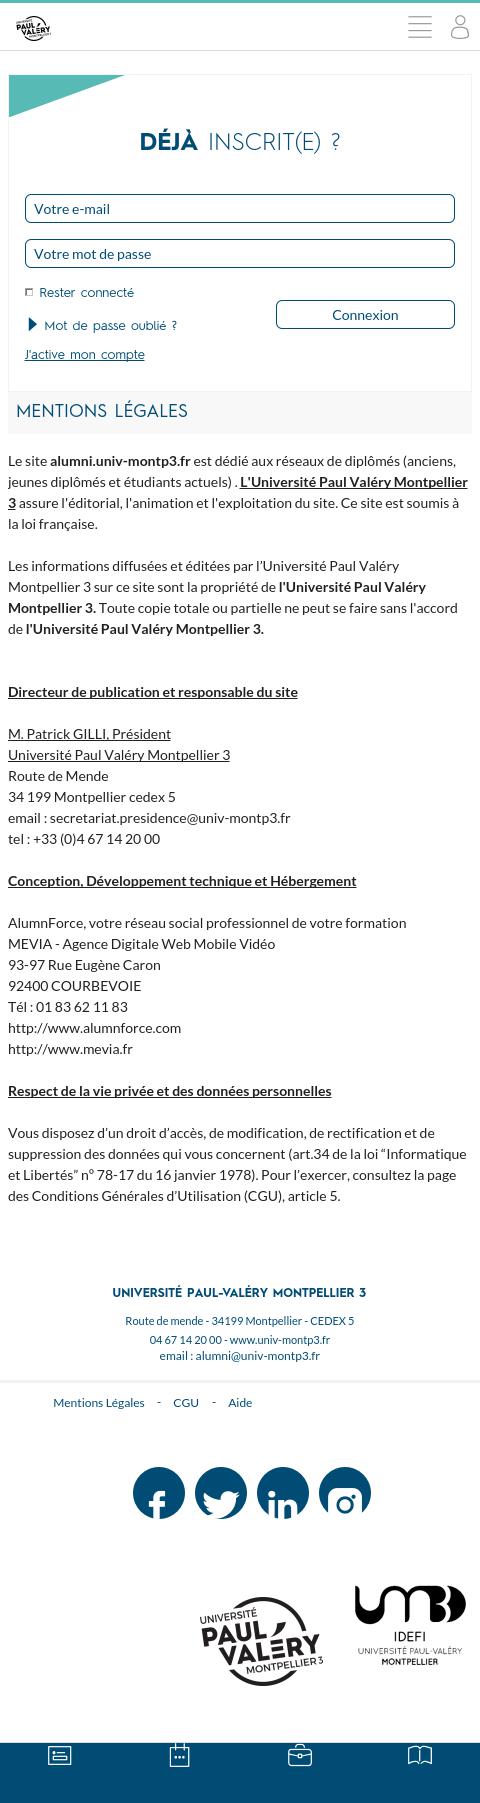 UNIVERSITÉ
PAUL
VALÉRY
MONTPELLIER 3
DÉJÀ INSCRIT(E) ?
Votre e-mail
Votre mot de passe
Rester connecté
Mot de passe oublié ?
Connexion
J'active mon compte
MENTIONS LÉGALES
Le site alumni.univ-montp3.fr est dédié aux réseaux de diplômés (anciens,
jeunes diplômés et étudiants actuels) . L'Université Paul Valéry Montpellier
3 assure l'éditorial, l'animation et l'exploitation du site. Ce site est soumis à
la loi française.
Les informations diffusées et éditées par l’Université Paul Valéry
Montpellier 3 sur ce site sont la propriété de l'Université Paul Valéry
Montpellier 3. Toute copie totale ou partielle ne peut se faire sans l'accord
de l'Université Paul Valéry Montpellier 3.
Directeur de publication et responsable du site
M. Patrick GILLI, Président
Université Paul Valéry Montpellier 3
Route de Mende
34 199 Montpellier cedex 5
email : secretariat.presidence@univ-montp3.fr
tel : +33 (0)4 67 14 20 00
Conception, Développement technique et Hébergement
AlumnForce, votre réseau social professionnel de votre formation
MEVIA - Agence Digitale Web Mobile Vidéo
93-97 Rue Eugène Caron
92400 COURBEVOIE
Tél : 01 83 62 11 83
http://www.alumnforce.com
http://www.mevia.fr
Respect de la vie privée et des données personnelles
Vous disposez d’un droit d’accès, de modification, de rectification et de
suppression des données qui vous concernent (art.34 de la loi “Informatique
et Libertés” n° 78-17 du 16 janvier 1978). Pour l’exercer, consultez la page
des Conditions Générales d’Utilisation (CGU), article 5.
UNIVERSITÉ PAUL-VALÉRY MONTPELLIER 3
Route de mende - 34199 Montpellier - CEDEX 5
04 67 14 20 00 - www.univ-montp3.fr
email : alumni@univ-montp3.fr
Mentions Légales - CGU - Aide
UNIVERSITÉ
PAUL
VALÉRY
MONTPELLIER 3
IDEFI
UNIVERSITÉ PAUL-VALÉRY
MONTPELLIER